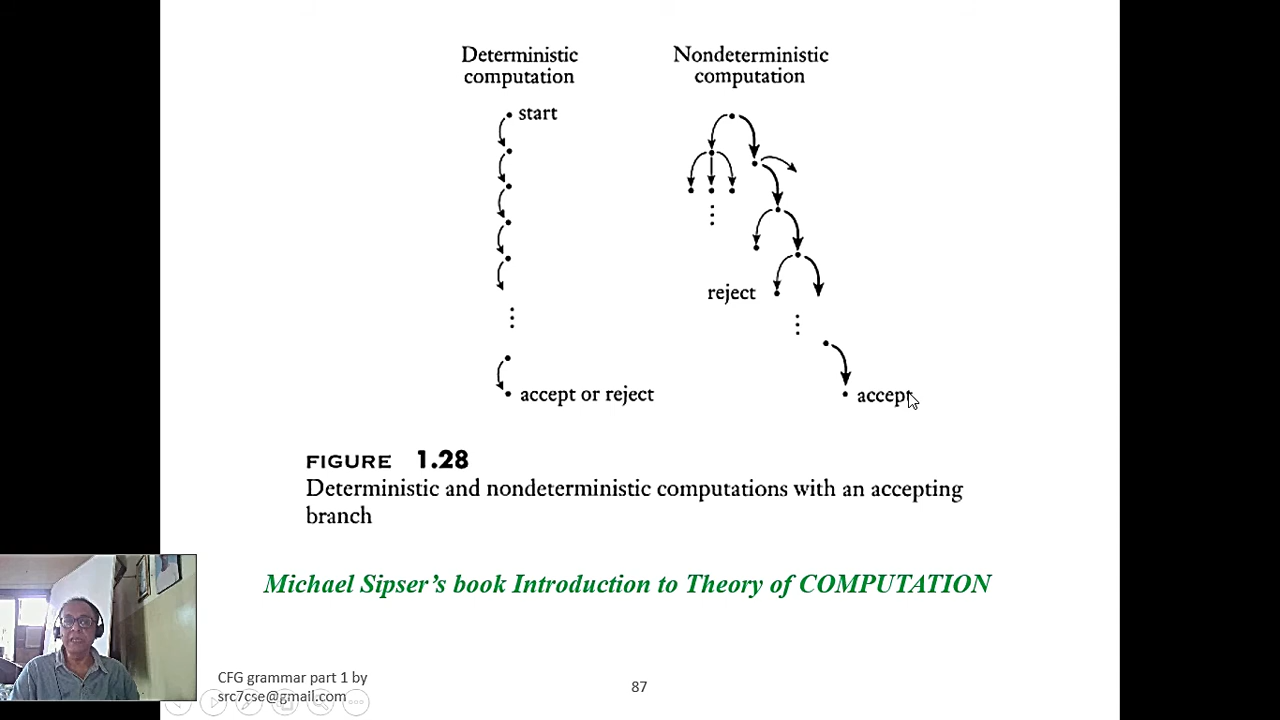 Deterministic
computation
Nondeterministic
computation
start
reject
accept or reject
accept
FIGURE 1.28
Deterministic and nondeterministic computations with an accepting
branch
Michael Sipser’s book Introduction to Theory of COMPUTATION
CFG grammar part 1 by
src7cse@gmail.com
87